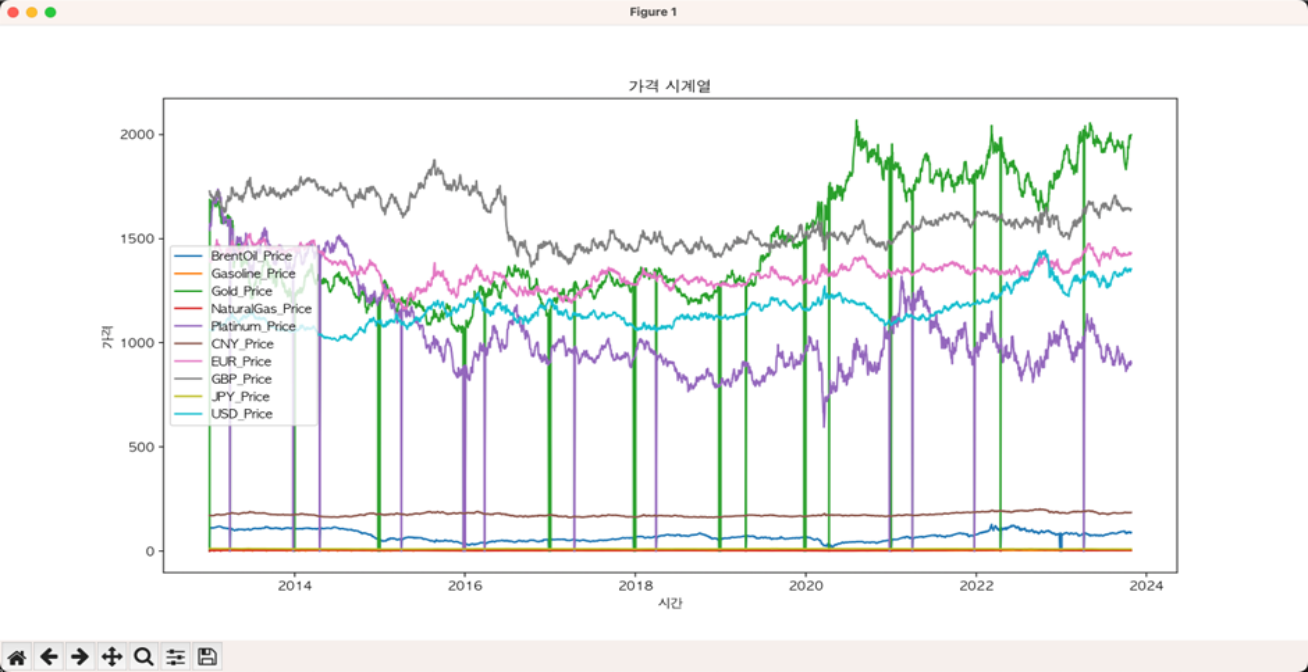 Figure 1
가격 시계열
2000
1500
1000
500
0
가격
BrentOil_Price
Gasoline_Price
Gold_Price
NaturalGas_Price
Platinum_Price
CNY_Price
EUR_Price
GBP_Price
JPY_Price
USD_Price
2014 2016 2018 2020 2022 2024
시간